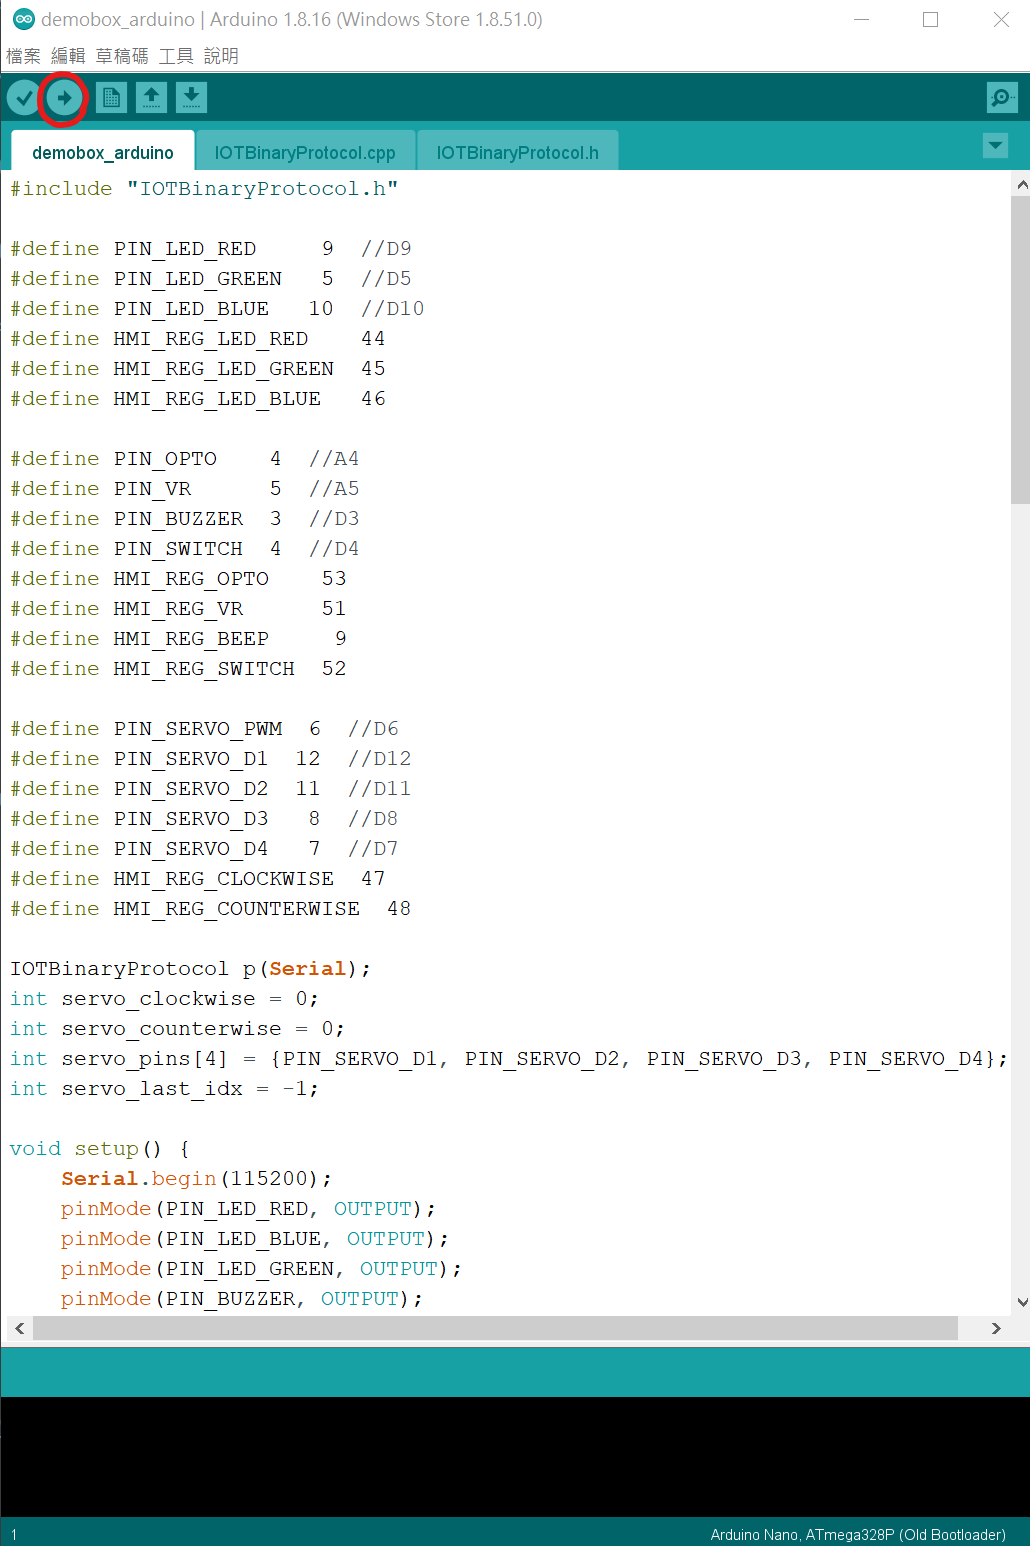 demobox_arduino | Arduino 1.8.16 (Windows Store 1.8.51.0)
檔案 編輯 草稿碼 工具 說明
demobox_arduino IOTBinaryProtocol.cpp IOTBinaryProtocol.h
#include "IOTBinaryProtocol.h"
#define PIN_LED_RED 9 //D9
#define PIN_LED_GREEN 5 //D5
#define PIN_LED_BLUE 10 //D10
#define HMI_REG_LED_RED 44
#define HMI_REG_LED_GREEN 45
#define HMI_REG_LED_BLUE 46
#define PIN_OPTO 4 //A4
#define PIN_VR 5 //A5
#define PIN_BUZZER 3 //D3
#define PIN_SWITCH 4 //D4
#define HMI_REG_OPTO 53
#define HMI_REG_VR 51
#define HMI_REG_BEEP 9
#define HMI_REG_SWITCH 52
#define PIN_SERVO_PWM 6 //D6
#define PIN_SERVO_D1 12 //D12
#define PIN_SERVO_D2 11 //D11
#define PIN_SERVO_D3 8 //D8
#define PIN_SERVO_D4 7 //D7
#define HMI_REG_CLOCKWISE 47
#define HMI_REG_COUNTERWISE 48
IOTBinaryProtocol p(Serial);
int servo_clockwise = 0;
int servo_counterwise = 0;
int servo_pins[4] = {PIN_SERVO_D1, PIN_SERVO_D2, PIN_SERVO_D3, PIN_SERVO_D4};
int servo_last_idx = -1;
void setup() {
Serial.begin(115200);
pinMode(PIN_LED_RED, OUTPUT);
pinMode(PIN_LED_BLUE, OUTPUT);
pinMode(PIN_LED_GREEN, OUTPUT);
pinMode(PIN_BUZZER, OUTPUT);
1 Arduino Nano, ATmega328P (Old Bootloader)